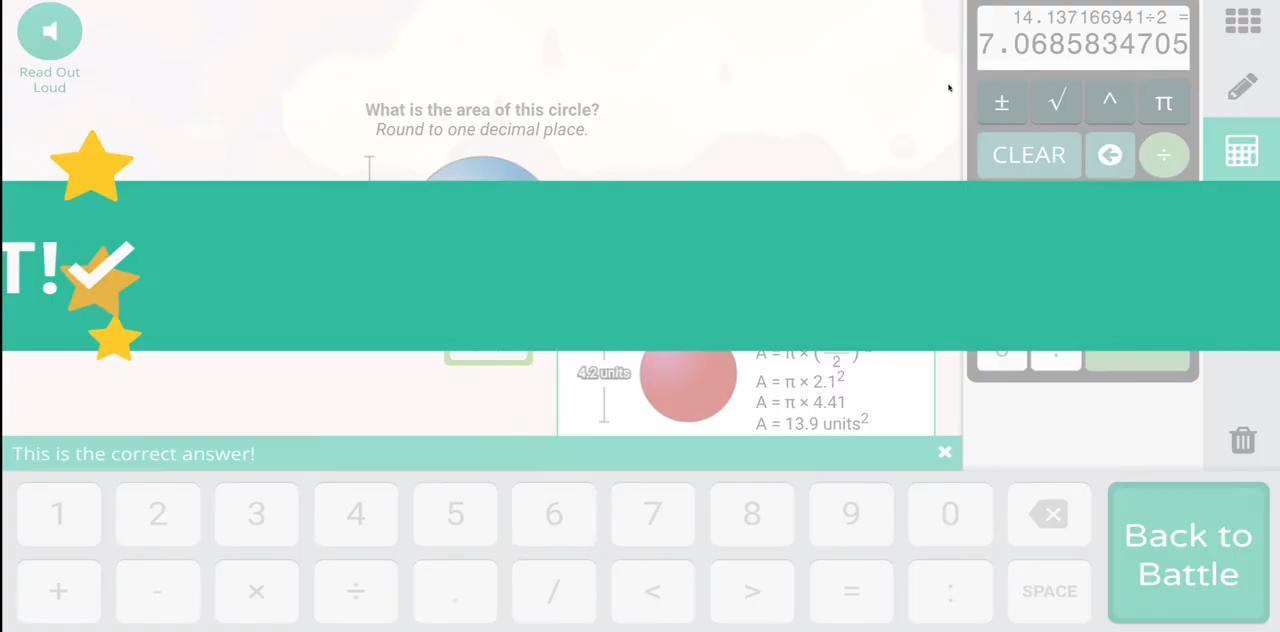 Read Out
Loud
What is the area of this circle?
Round to one decimal place.
14.137166941÷2 =
7.0685834705
± √ ^ π
CLEAR ÷
T!
4.2 units
2
A = π × 2.1²
A = π × 4.41
A = 13.9 units²
This is the correct answer!
1 2 3 4 5 6 7 8 9 0
+ - × ÷ . / < > = : SPACE
Back to
Battle